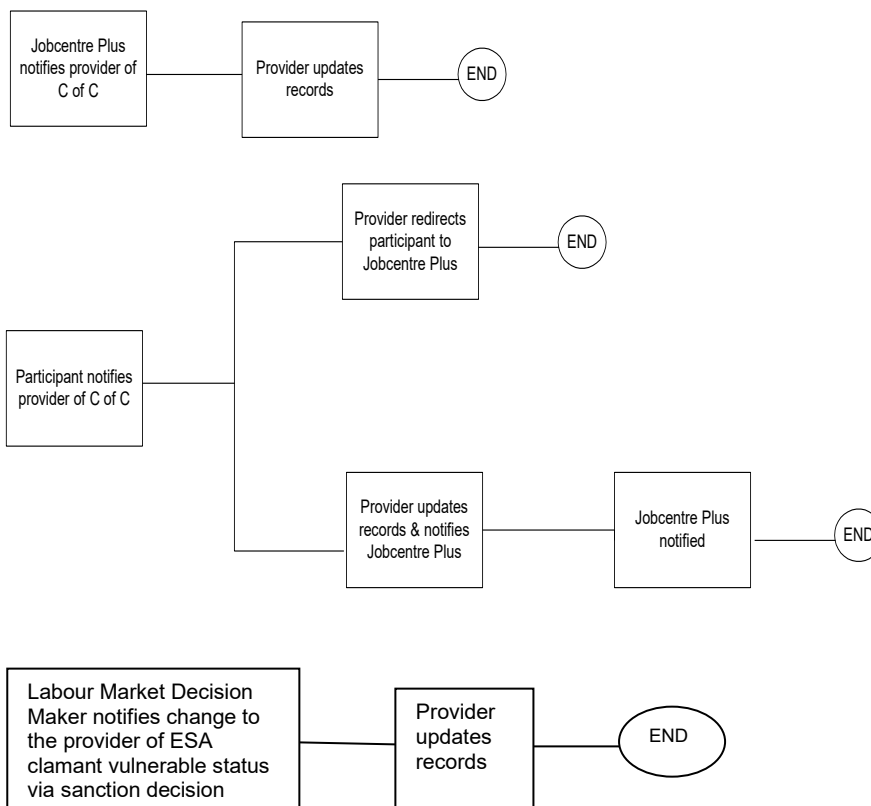 Jobcentre Plus
notifies provider of
C of C
Provider updates
records
END
Provider redirects
participant to
Jobcentre Plus
END
Participant notifies
provider of C of C
Provider updates
records & notifies
Jobcentre Plus
Jobcentre Plus
notified
END
Labour Market Decision
Maker notifies change to
the provider of ESA
clamant vulnerable status
via sanction decision
Provider
updates
records
END